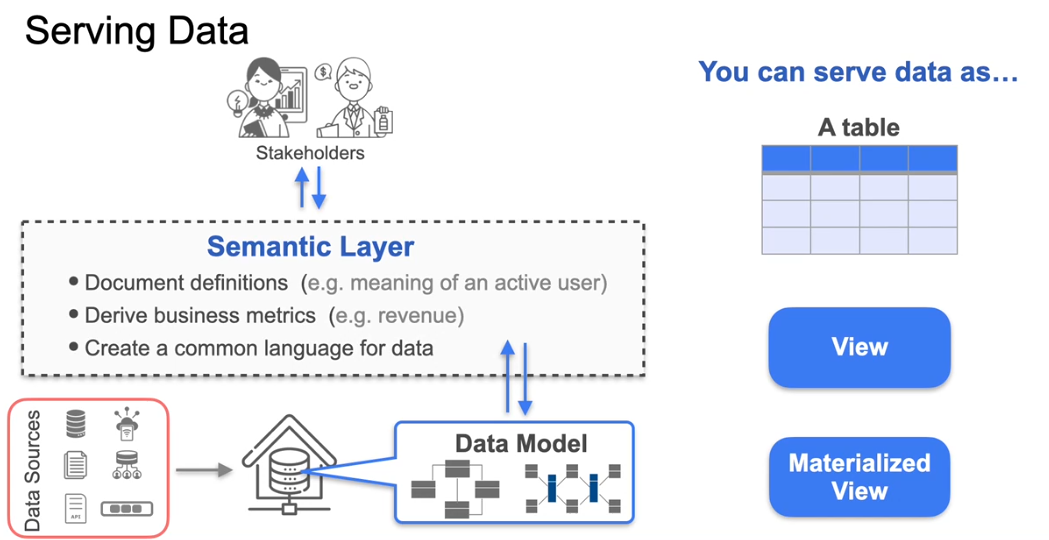 Serving Data
Stakeholders
Semantic Layer
• Document definitions (e.g. meaning of an active user)
• Derive business metrics (e.g. revenue)
• Create a common language for data
Data Sources
API
Data Model
You can serve data as...
A table
View
Materialized
View